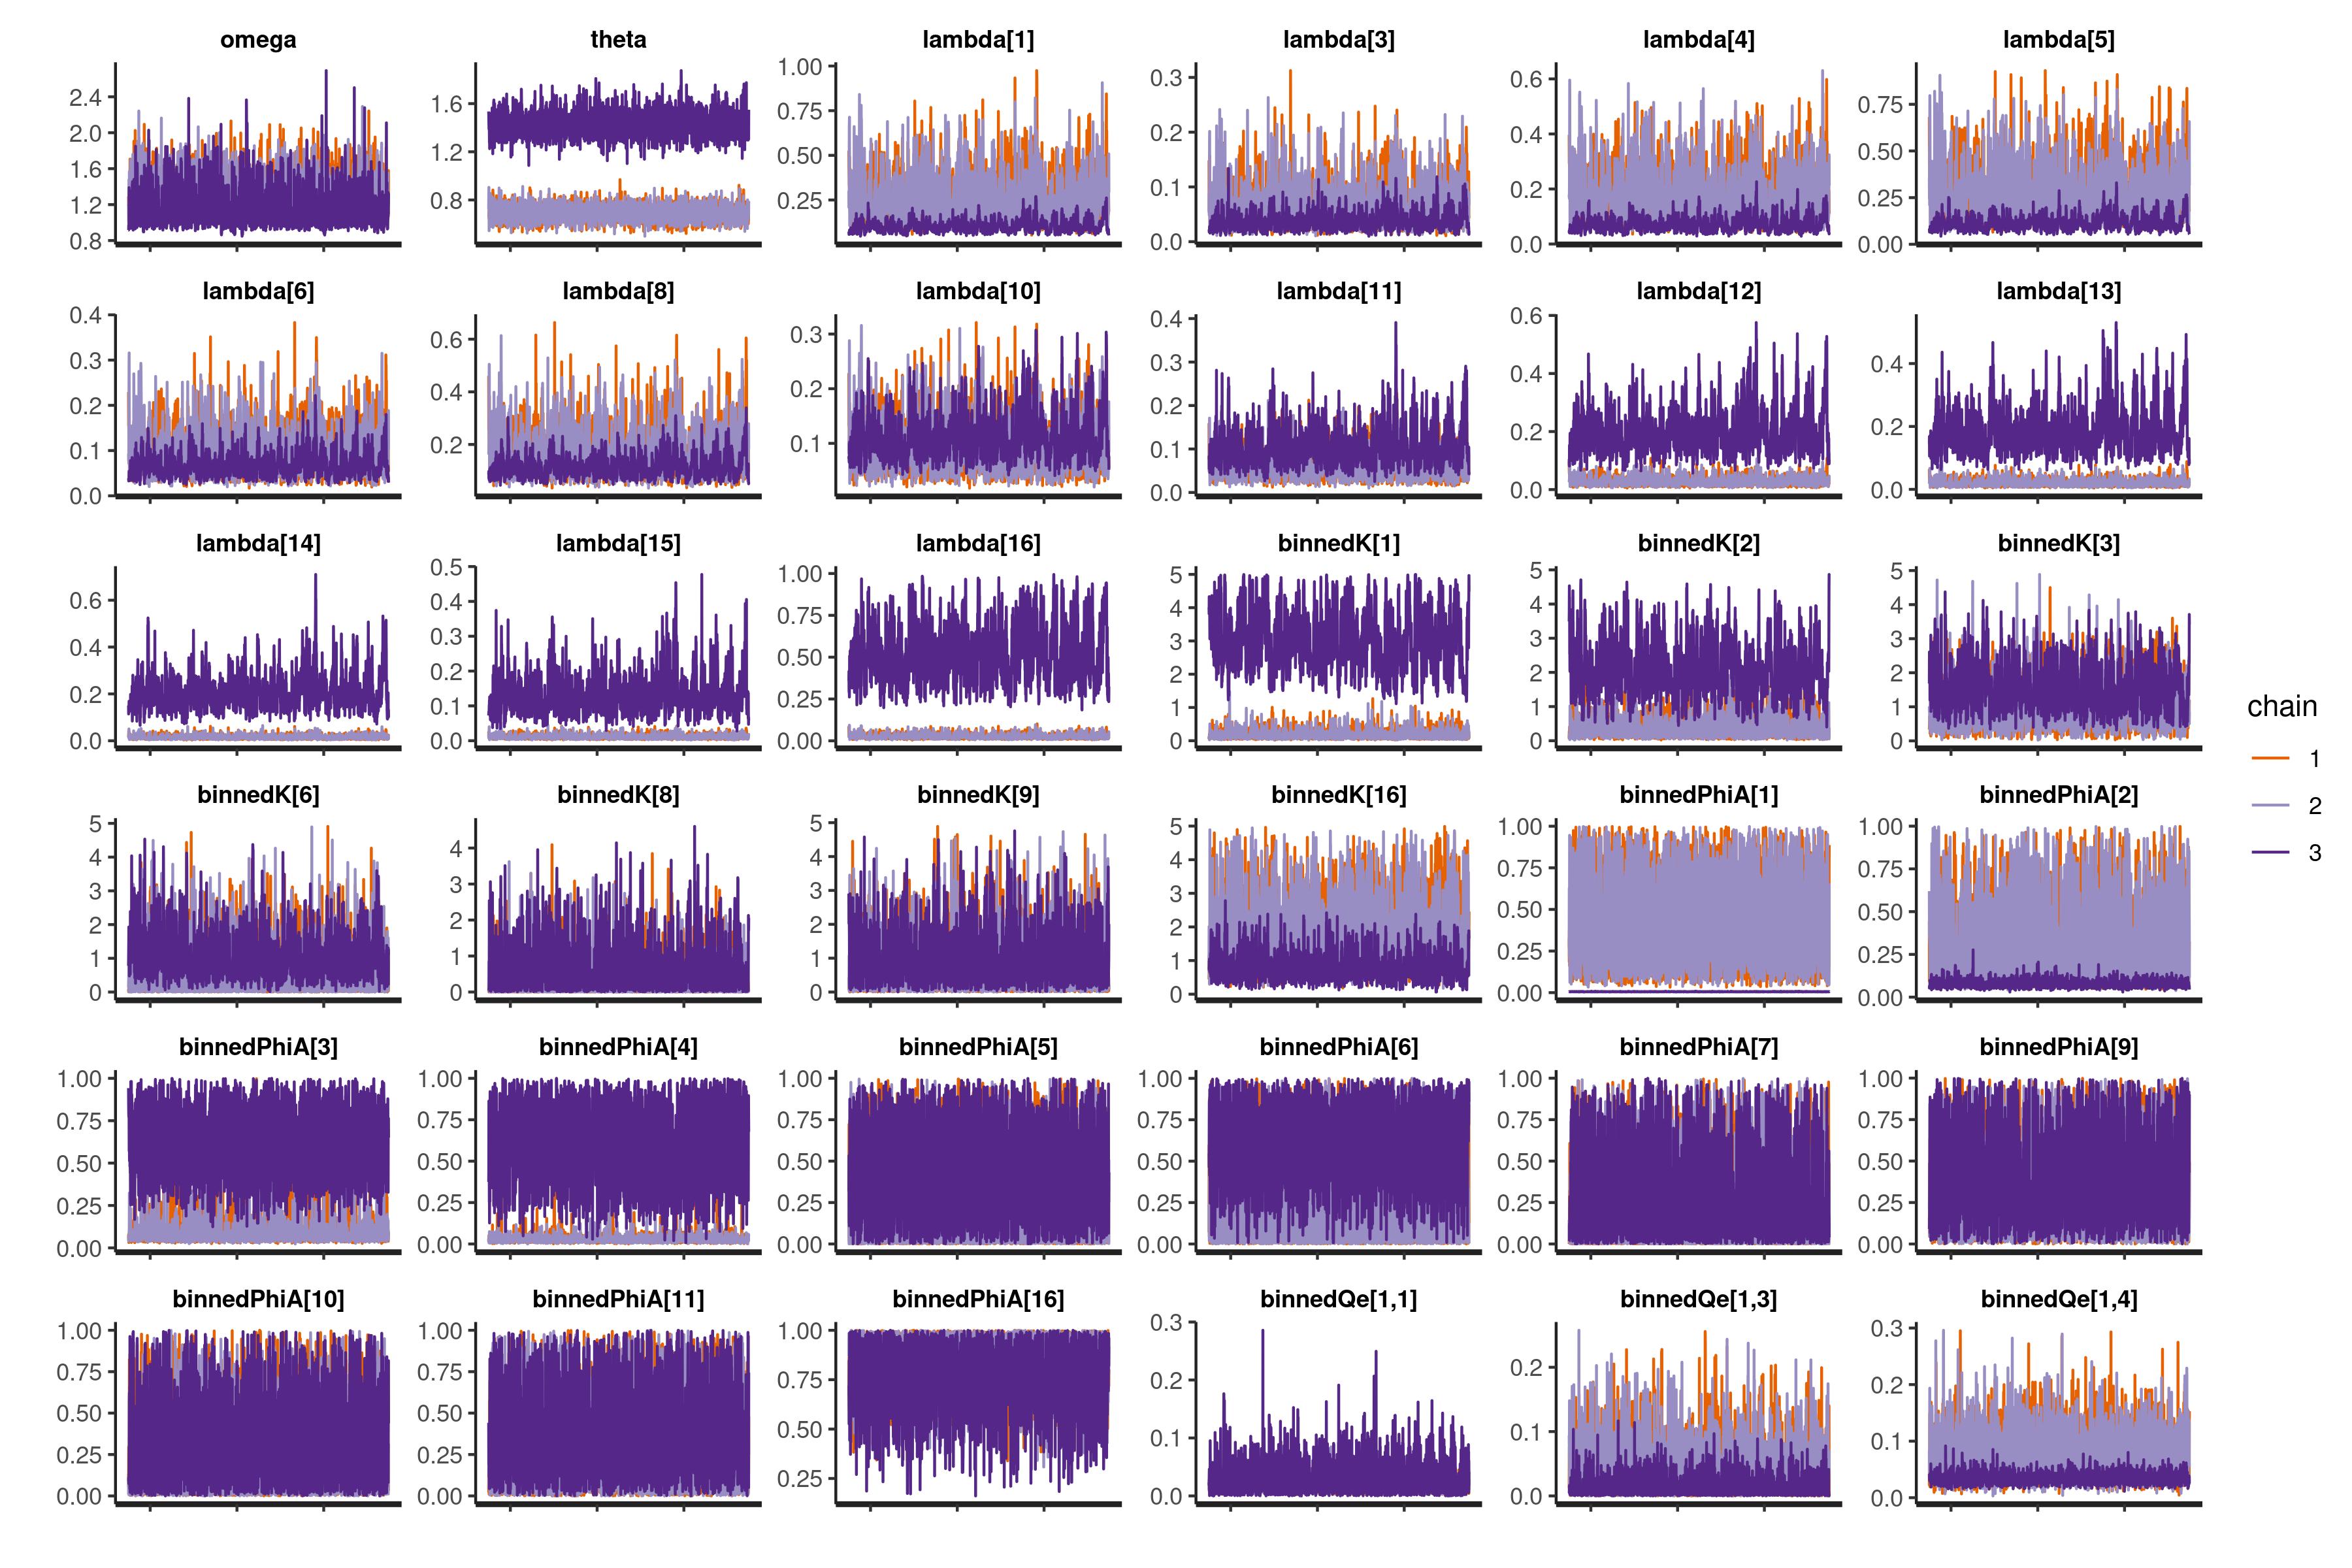 omega theta lambda[1] lambda[3] lambda[4] lambda[5]
2.4 2.0 1.6 1.2 0.8
1.6 1.2 0.8
1.00 0.75 0.50 0.25
0.3 0.2 0.1 0.0
0.6 0.4 0.2 0.0
0.75 0.50 0.25 0.00
lambda[6] lambda[8] lambda[10] lambda[11] lambda[12] lambda[13]
0.4 0.3 0.2 0.1 0.0
0.6 0.4 0.2
0.3 0.2 0.1
0.4 0.3 0.2 0.1 0.0
0.6 0.4 0.2 0.0
0.4 0.2 0.0
lambda[14] lambda[15] lambda[16] binnedK[1] binnedK[2] binnedK[3]
0.6 0.4 0.2 0.0
0.5 0.4 0.3 0.2 0.1 0.0
1.00 0.75 0.50 0.25 0.00
5 4 3 2 1 0
5 4 3 2 1 0
5 4 3 2 1 0
chain
1
2
3
binnedK[6] binnedK[8] binnedK[9] binnedK[16] binnedPhiA[1] binnedPhiA[2]
5 4 3 2 1 0
4 3 2 1 0
5 4 3 2 1 0
5 4 3 2 1 0
1.00 0.75 0.50 0.25 0.00
1.00 0.75 0.50 0.25 0.00
binnedPhiA[3] binnedPhiA[4] binnedPhiA[5] binnedPhiA[6] binnedPhiA[7] binnedPhiA[9]
1.00 0.75 0.50 0.25 0.00
1.00 0.75 0.50 0.25 0.00
1.00 0.75 0.50 0.25 0.00
1.00 0.75 0.50 0.25 0.00
1.00 0.75 0.50 0.25 0.00
1.00 0.75 0.50 0.25 0.00
binnedPhiA[10] binnedPhiA[11] binnedPhiA[16] binnedQe[1,1] binnedQe[1,3] binnedQe[1,4]
1.00 0.75 0.50 0.25 0.00
1.00 0.75 0.50 0.25 0.00
1.00 0.75 0.50 0.25
0.3 0.2 0.1 0.0
0.2 0.1 0.0
0.3 0.2 0.1 0.0